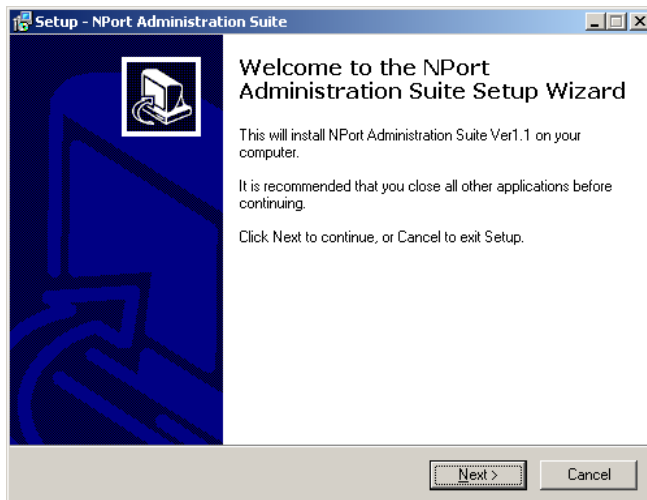 Setup - NPort Administration Suite
Welcome to the NPort
Administration Suite Setup Wizard
This will install NPort Administration Suite Ver1.1 on your
computer.
It is recommended that you close all other applications before
continuing.
Click Next to continue, or Cancel to exit Setup.
Next >
Cancel